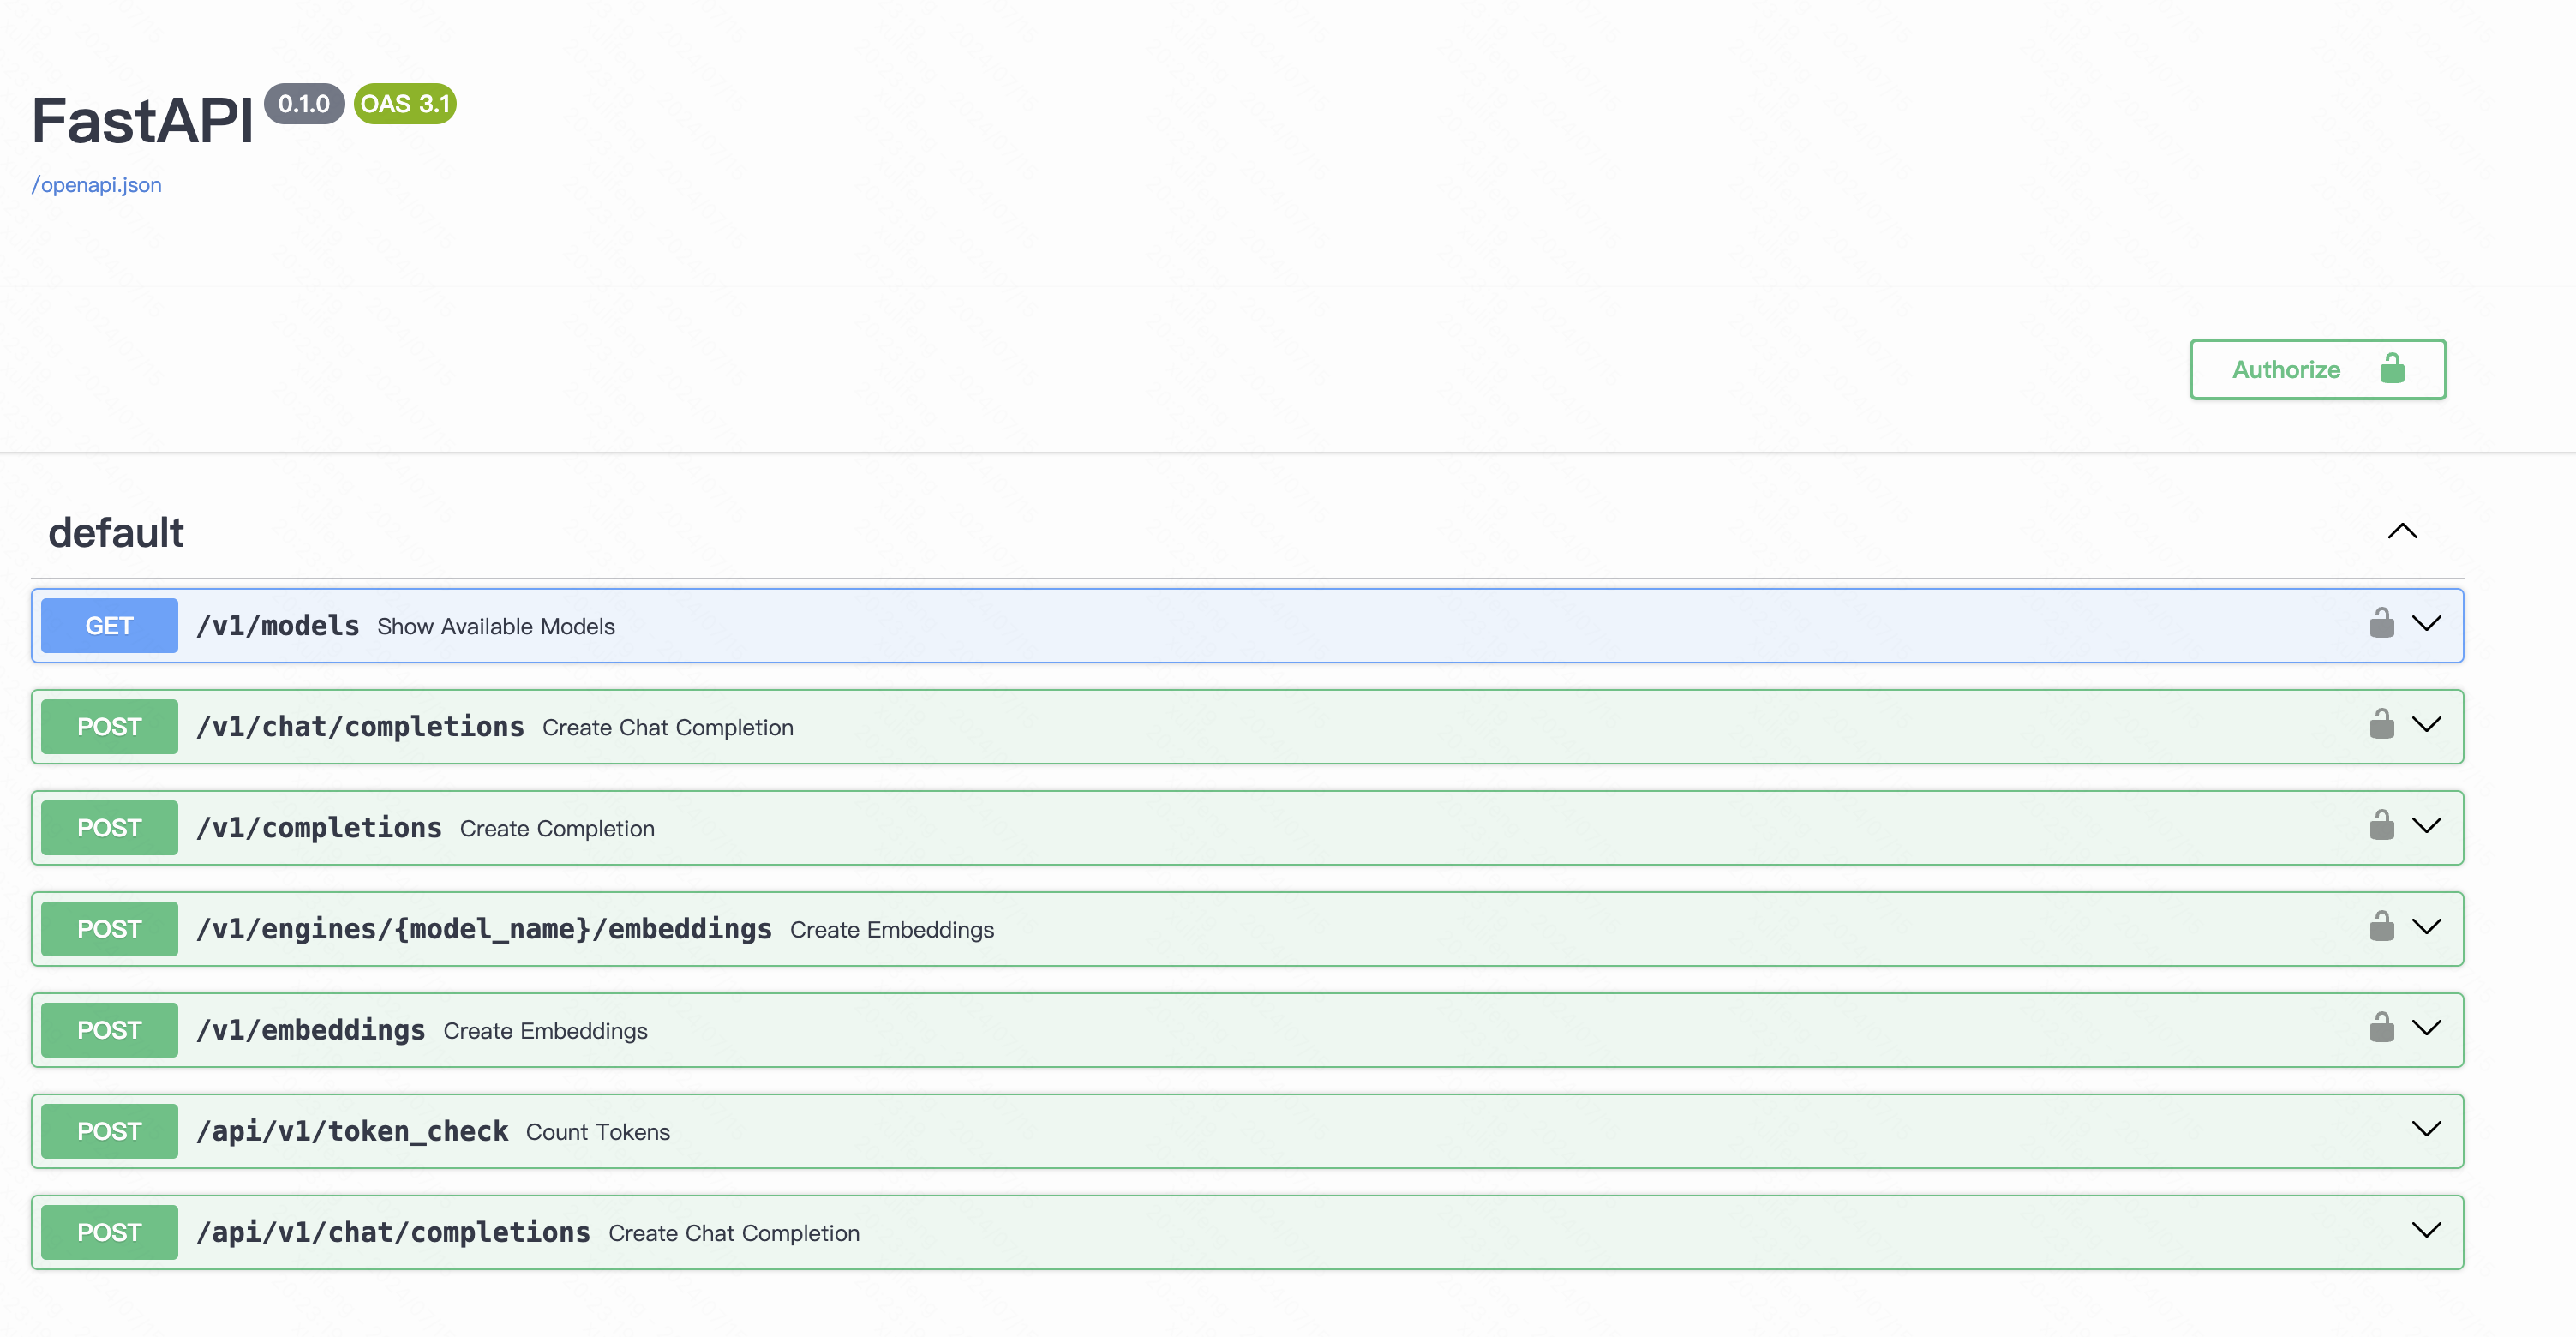 FastAPI 0.1.0 OAS 3.1
/openapi.json
Authorize
default
GET /v1/models Show Available Models
POST /v1/chat/completions Create Chat Completion
POST /v1/completions Create Completion
POST /v1/engines/{model_name}/embeddings Create Embeddings
POST /v1/embeddings Create Embeddings
POST /api/v1/token_check Count Tokens
POST /api/v1/chat/completions Create Chat Completion